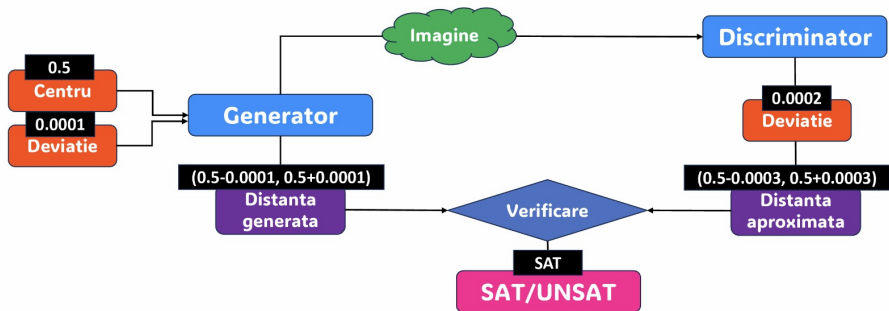 Imagine
Discriminator
0.5
Centru
0.0001
Deviatie
Generator
0.0002
Deviatie
(0.5-0.0001, 0.5+0.0001)
Distanta
generata
(0.5-0.0003, 0.5+0.0003)
Distanta
aproximata
Verificare
SAT
SAT/UNSAT